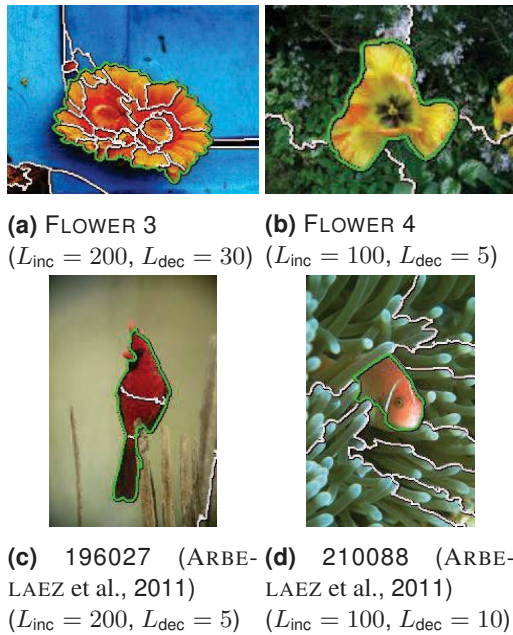 (a) FLOWER 3
(L_inc = 200, L_dec = 30)
(b) FLOWER 4
(L_inc = 100, L_dec = 5)
(c) 196027 (ARBE-
LAEZ et al., 2011)
(L_inc = 200, L_dec = 5)
(d) 210088 (ARBE-
LAEZ et al., 2011)
(L_inc = 100, L_dec = 10)